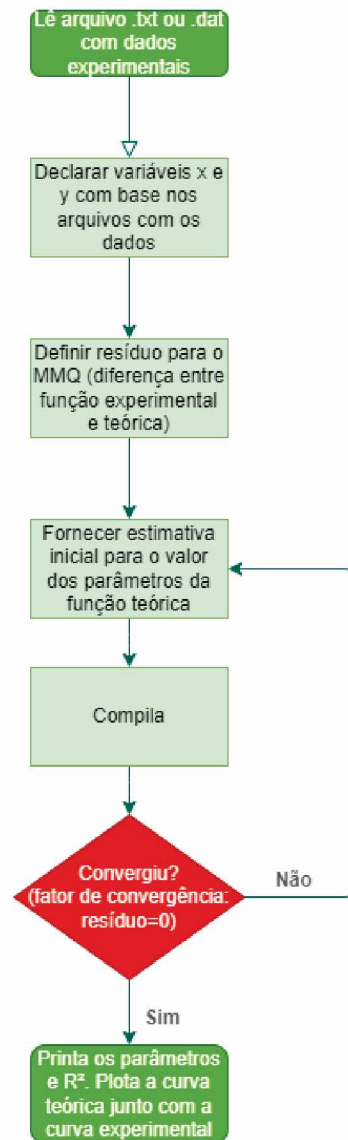 Lê arquivo .txt ou .dat
com dados
experimentais
Declarar variáveis x e
y com base nos
arquivos com os
dados
Definir resíduo para o
MMQ (diferença entre
função experimental
e teórica)
Fornecer estimativa
inicial para o valor
dos parâmetros da
função teórica
Compila
Convergiu?
(fator de convergência:
resíduo=0)
Não
Sim
Printa os parâmetros
e R². Plota a curva
teórica junto com a
curva experimental